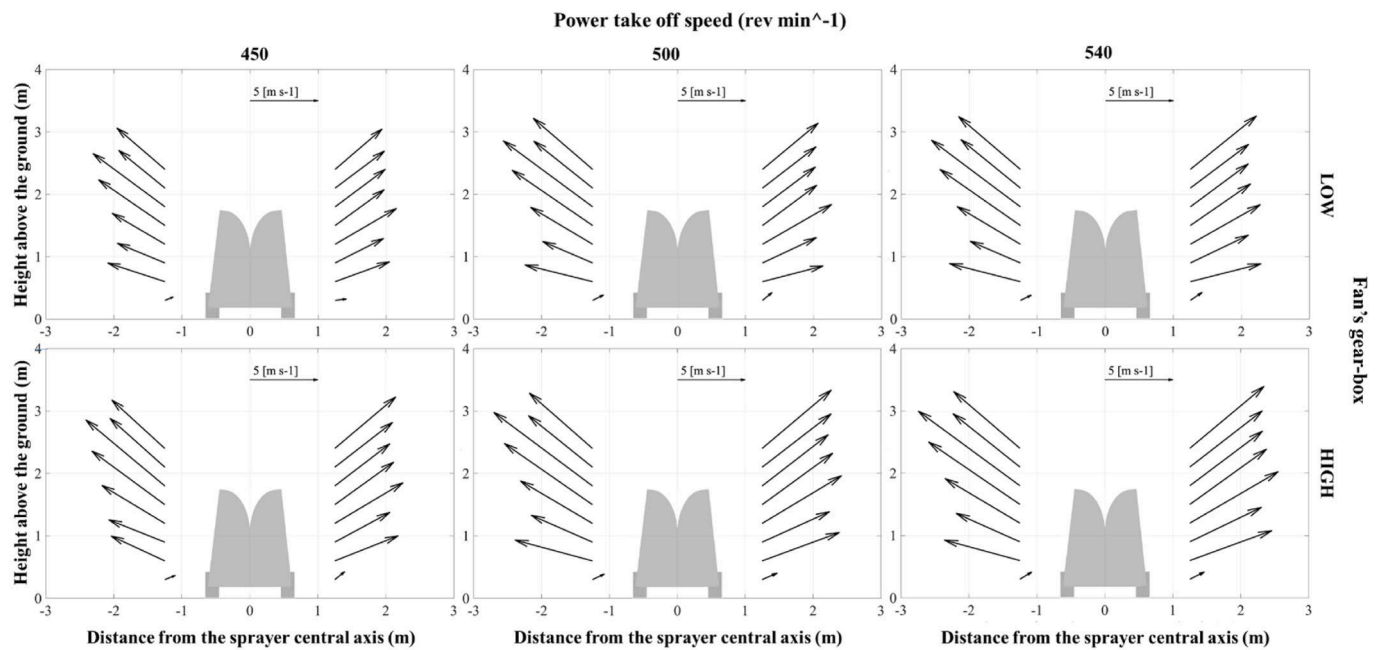 Power take off speed (rev min^-1)
450 500 540
Height above the ground (m)
4 3 2 1 0
5 [m s-1]
-3 -2 -1 0 1 2 3
4 3 2 1 0
5 [m s-1]
-3 -2 -1 0 1 2 3
4 3 2 1 0
5 [m s-1]
-3 -2 -1 0 1 2 3
LOW
Fan's gear-box
Height above the ground (m)
4 3 2 1 0
5 [m s-1]
-3 -2 -1 0 1 2 3
4 3 2 1 0
5 [m s-1]
-3 -2 -1 0 1 2 3
4 3 2 1 0
5 [m s-1]
-3 -2 -1 0 1 2 3
HIGH
Distance from the sprayer central axis (m) Distance from the sprayer central axis (m) Distance from the sprayer central axis (m)